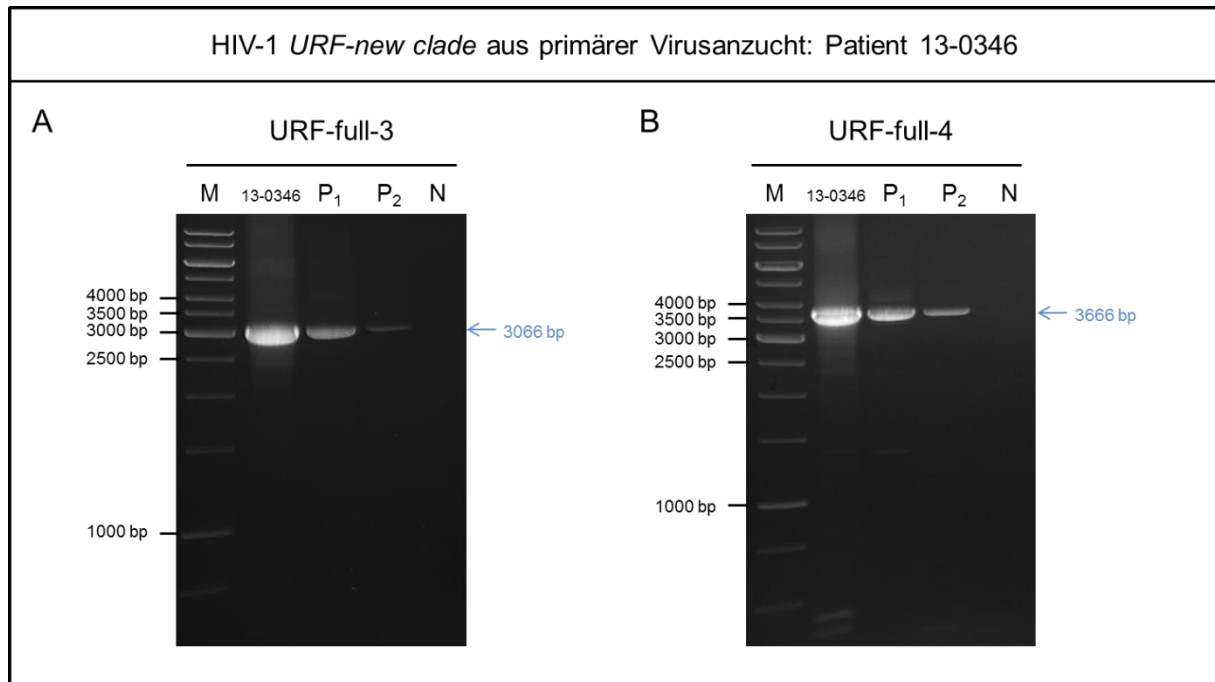 HIV-1 URF-new clade aus primärer Virusanzucht: Patient 13-0346
A
URF-full-3
M 13-0346 P₁ P₂ N
4000 bp
3500 bp
3000 bp
2500 bp
1000 bp
3066 bp
B
URF-full-4
M 13-0346 P₁ P₂ N
4000 bp
3500 bp
3000 bp
2500 bp
1000 bp
3666 bp